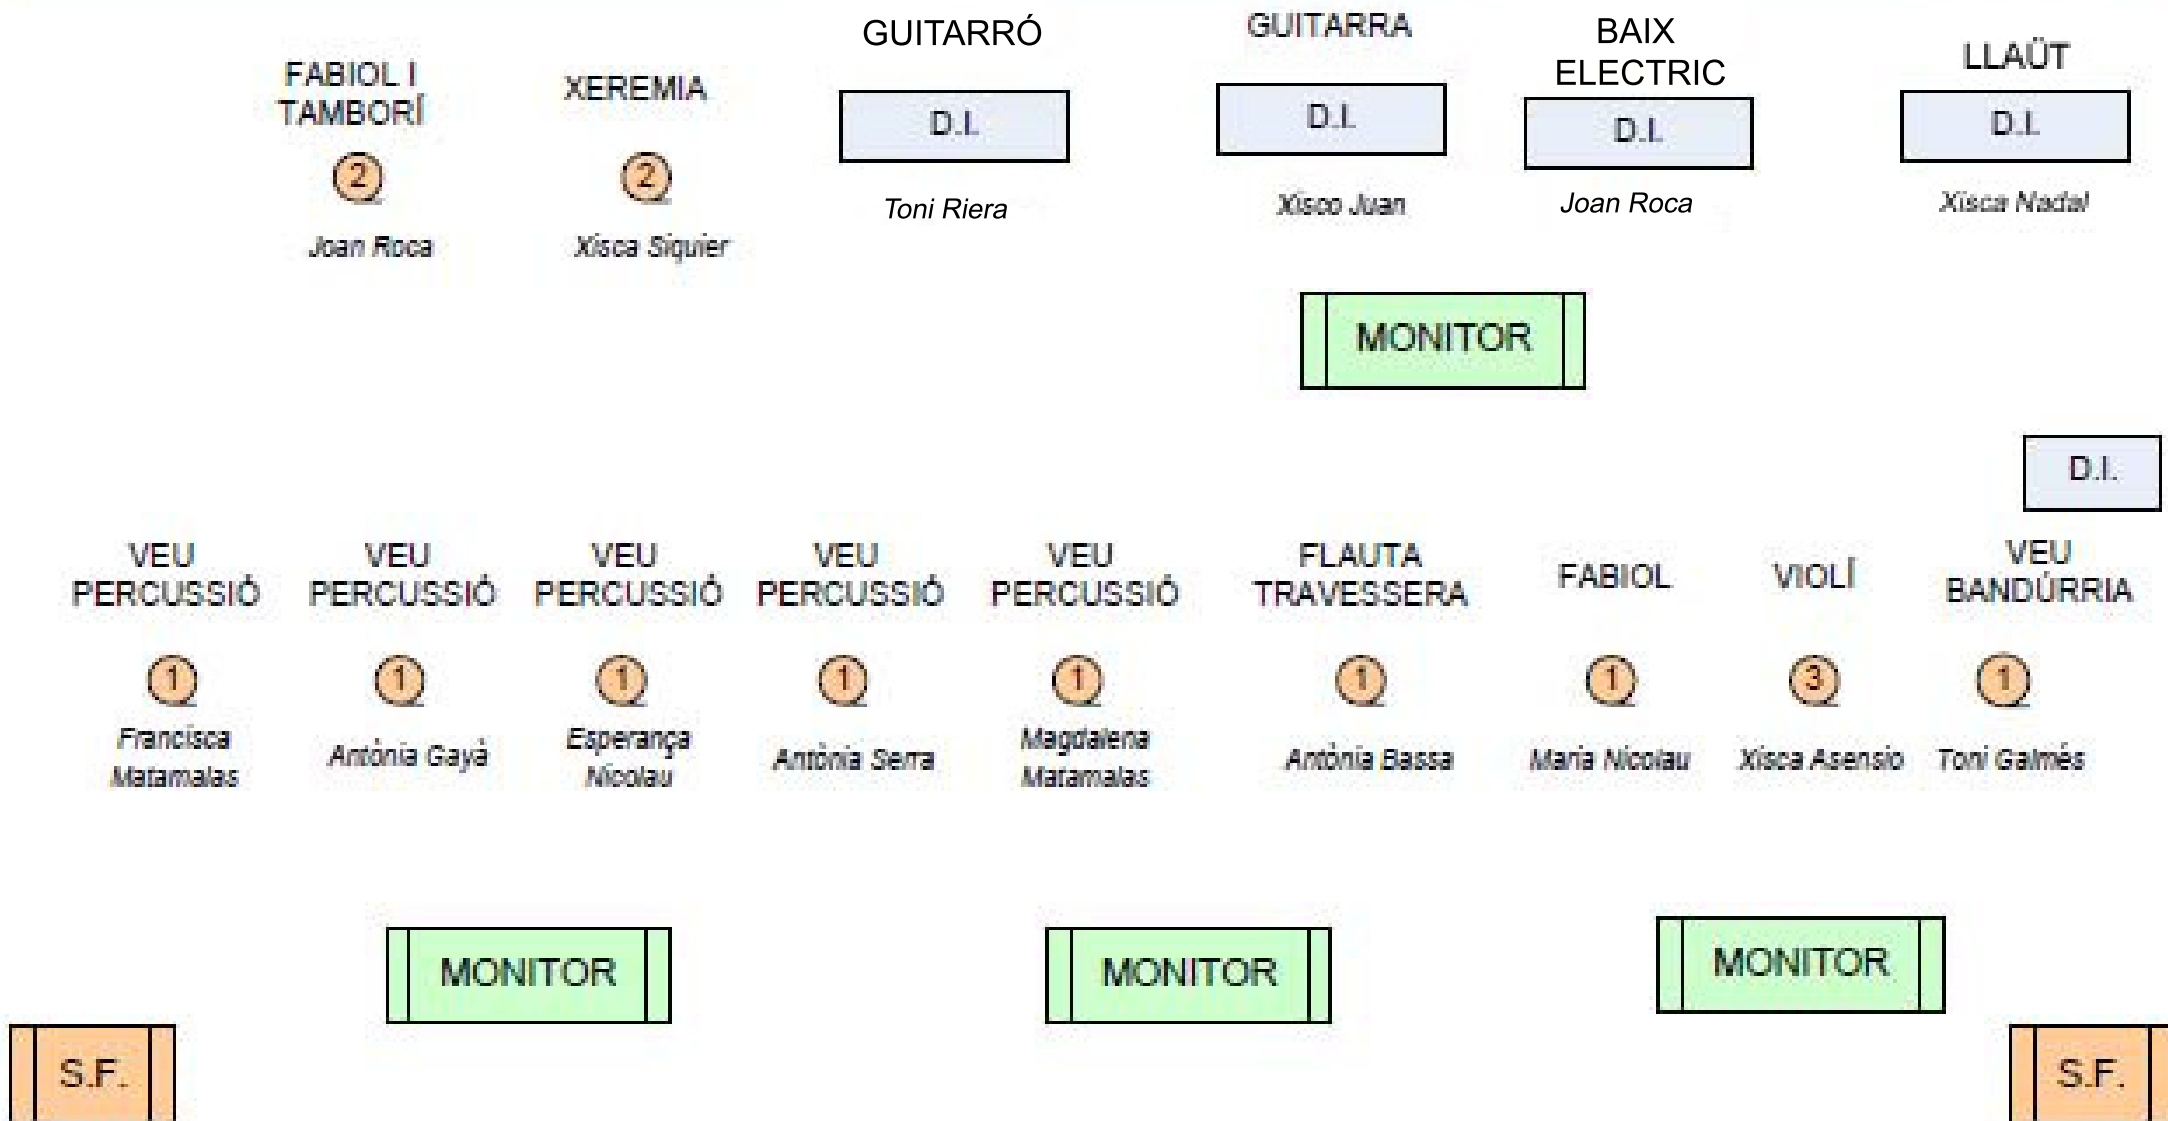 GUITARRÓ
GUITARRA
BAIX
ELECTRIC
LLAÜT
FABIOL I
TAMBORÍ
XEREMIA
D.I.
D.I.
D.I.
D.I.
2
2
Toni Riera
Xisco Juan
Joan Roca
Xisca Nadal
Joan Roca
Xisca Siquier
MONITOR
D.I.
VEU
PERCUSSIÓ
VEU
PERCUSSIÓ
VEU
PERCUSSIÓ
VEU
PERCUSSIÓ
VEU
PERCUSSIÓ
FLAUTA
TRAVESSERA
FABIOL
VIOLÍ
VEU
BANDÚRRIA
1
1
1
1
1
1
1
3
1
Francisca
Matamalas
Antònia Gayà
Esperança
Nicolau
Antònia Serra
Magdalena
Matamalas
Antònia Bassa
Maria Nicolau
Xisca Asensio
Toni Galmés
MONITOR
MONITOR
MONITOR
S.F.
S.F.